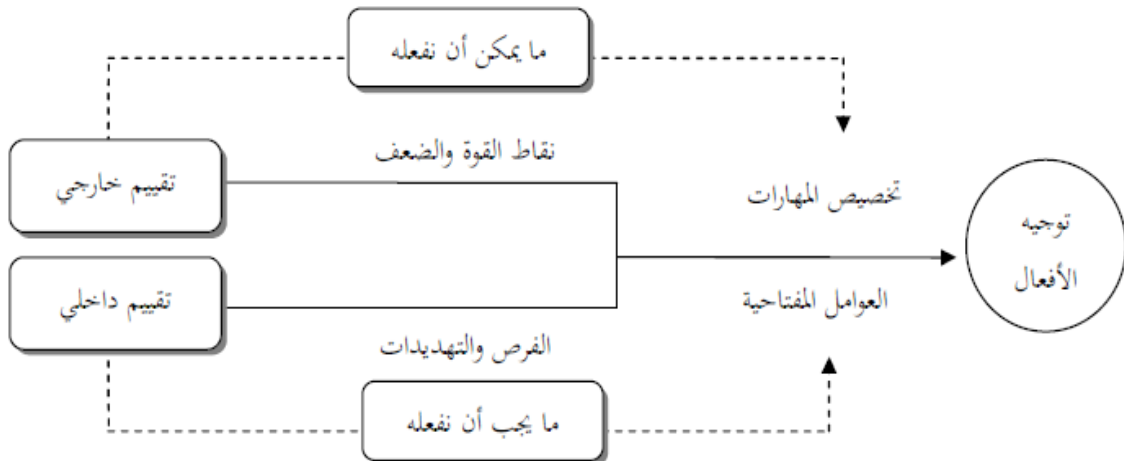 ما يمكن أن نفعله
نقاط القوة والضعف
تقييم خارجي
تخصيص المهارات
توجيه
الأفعال
تقييم داخلي
العوامل المفتاحية
الفرص والتهديدات
ما يجب أن نفعله